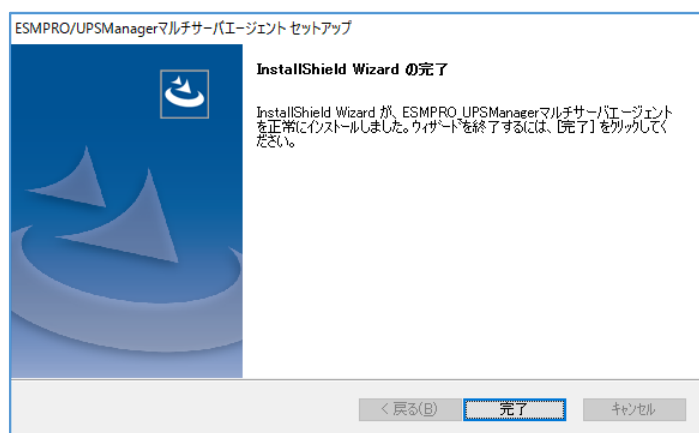 ESMPRO/UPSManagerマルチサーバエージェント セットアップ
InstallShield Wizard の完了
InstallShield Wizard が、ESMPRO_UPSManagerマルチサーバエージェント
を正常にインストールしました。ウィザードを終了するには、[完了] をクリックしてく
ださい。
< 戻る(B)
完了
キャンセル